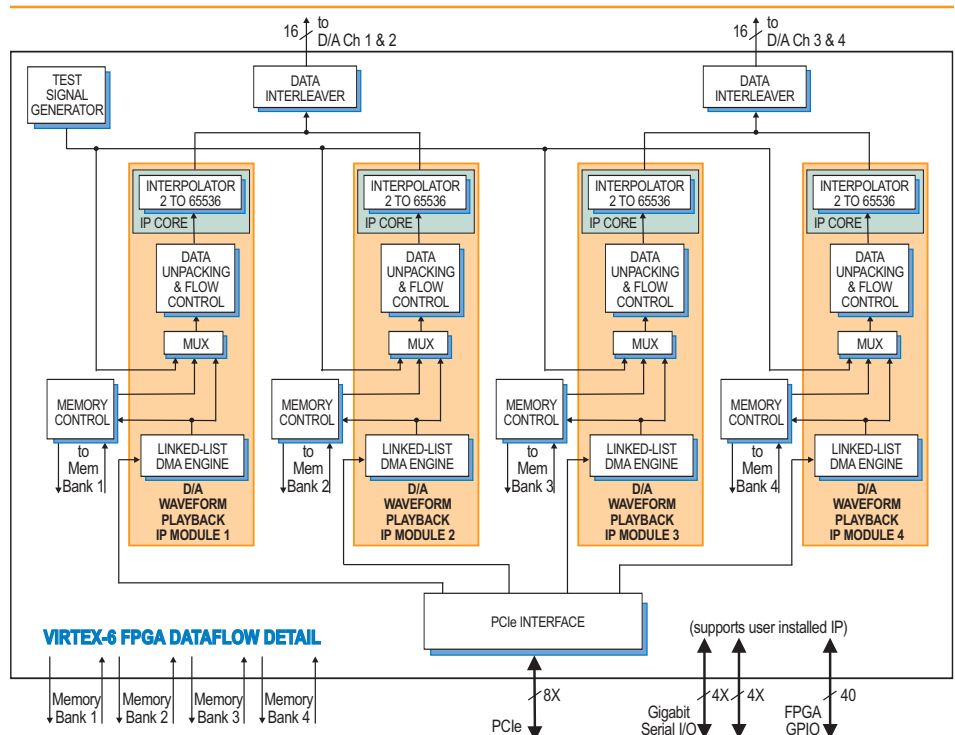 16
to
D/A Ch 1 & 2
16
to
D/A Ch 3 & 4
TEST
SIGNAL
GENERATOR
DATA
INTERLEAVER
DATA
INTERLEAVER
INTERPOLATOR
2 TO 65536
IP CORE
DATA
UNPACKING
& FLOW
CONTROL
MUX
MEMORY
CONTROL
to
Mem
Bank 1
LINKED-LIST
DMA ENGINE
D/A
WAVEFORM
PLAYBACK
IP MODULE 1
INTERPOLATOR
2 TO 65536
IP CORE
DATA
UNPACKING
& FLOW
CONTROL
MUX
MEMORY
CONTROL
to
Mem
Bank 2
LINKED-LIST
DMA ENGINE
D/A
WAVEFORM
PLAYBACK
IP MODULE 2
INTERPOLATOR
2 TO 65536
IP CORE
DATA
UNPACKING
& FLOW
CONTROL
MUX
MEMORY
CONTROL
to
Mem
Bank 3
LINKED-LIST
DMA ENGINE
D/A
WAVEFORM
PLAYBACK
IP MODULE 3
INTERPOLATOR
2 TO 65536
IP CORE
DATA
UNPACKING
& FLOW
CONTROL
MUX
MEMORY
CONTROL
to
Mem
Bank 4
LINKED-LIST
DMA ENGINE
D/A
WAVEFORM
PLAYBACK
IP MODULE 4
PCIe INTERFACE
VIRTEX-6 FPGA DATAFLOW DETAIL
(supports user installed IP)
Memory
Bank 1
Memory
Bank 2
Memory
Bank 3
Memory
Bank 4
8X
PCIe
4X
4X
Gigabit
Serial I/O
40
FPGA
GPIO